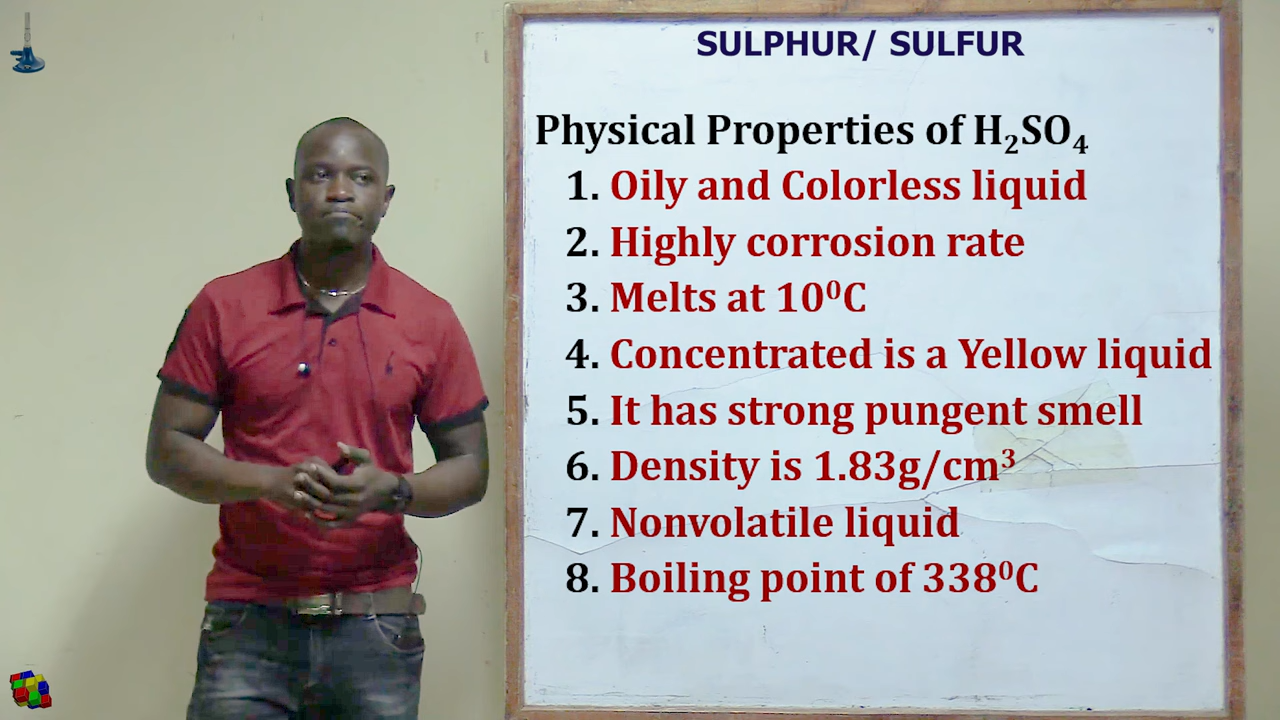 SULPHUR/ SULFUR
Physical Properties of H₂SO₄
1. Oily and Colorless liquid
2. Highly corrosion rate
3. Melts at 10⁰C
4. Concentrated is a Yellow liquid
5. It has strong pungent smell
6. Density is 1.83g/cm³
7. Nonvolatile liquid
8. Boiling point of 338⁰C